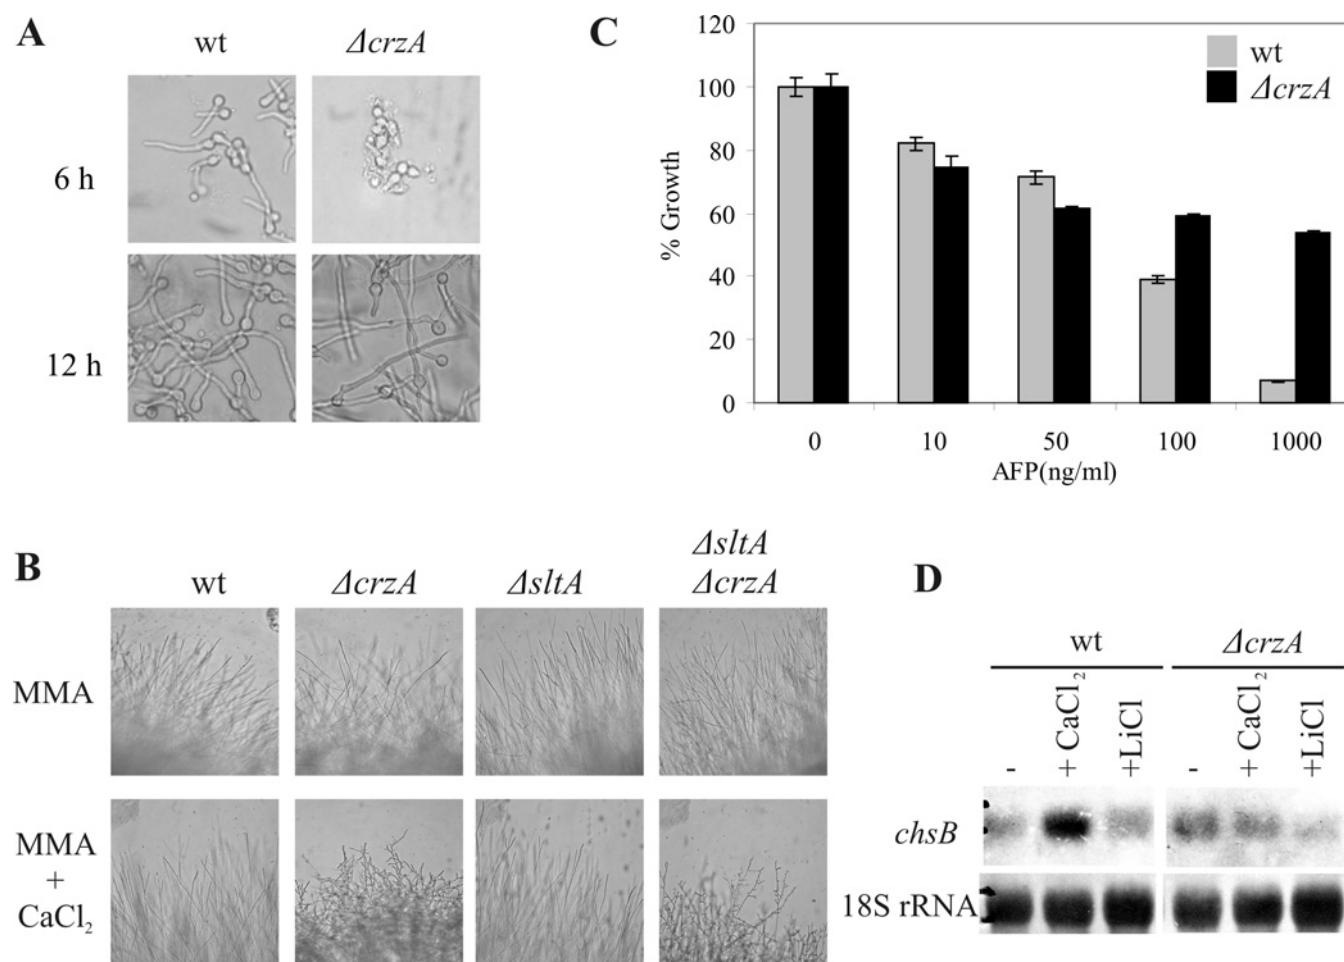 A
wt
ΔcrzA
6 h
12 h
C
120
100
80
60
40
20
0
% Growth
wt
ΔcrzA
0 10 50 100 1000
AFP(ng/ml)
B
wt
ΔcrzA
ΔsltA
ΔsltA
ΔcrzA
MMA
MMA
+
CaCl₂
D
wt
ΔcrzA
-
+ CaCl₂
+LiCl
-
+ CaCl₂
+LiCl
chsB
18S rRNA